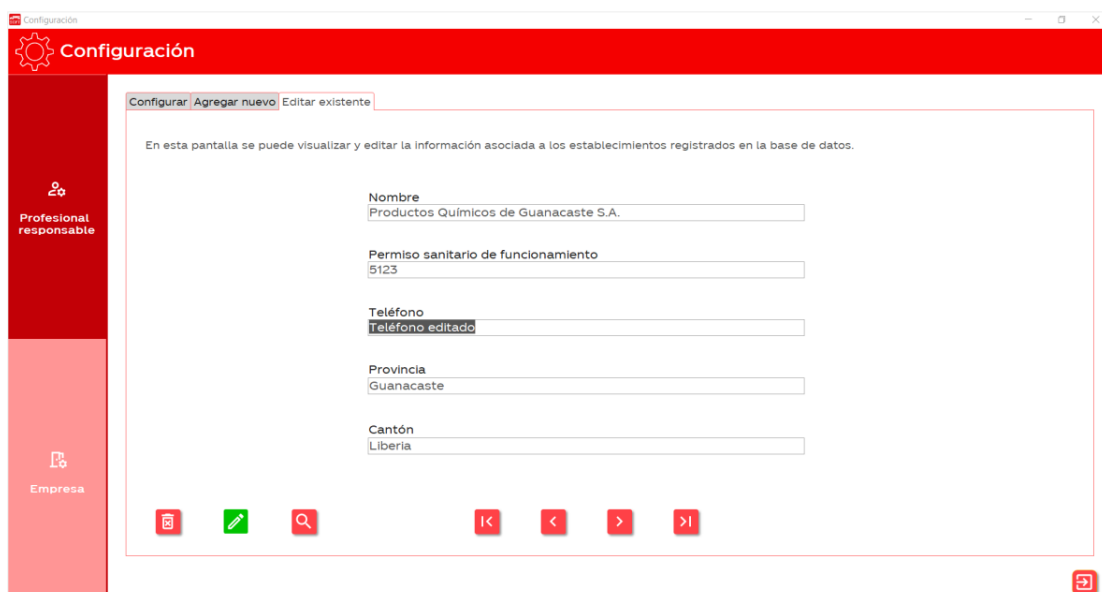 Configuración
Configuración
Configurar Agregar nuevo Editar existente
En esta pantalla se puede visualizar y editar la información asociada a los establecimientos registrados en la base de datos.
Profesional
responsable
Nombre
Productos Químicos de Guanacaste S.A.
Permiso sanitario de funcionamiento
5123
Teléfono
Teléfono editado
Provincia
Guanacaste
Cantón
Liberia
Empresa